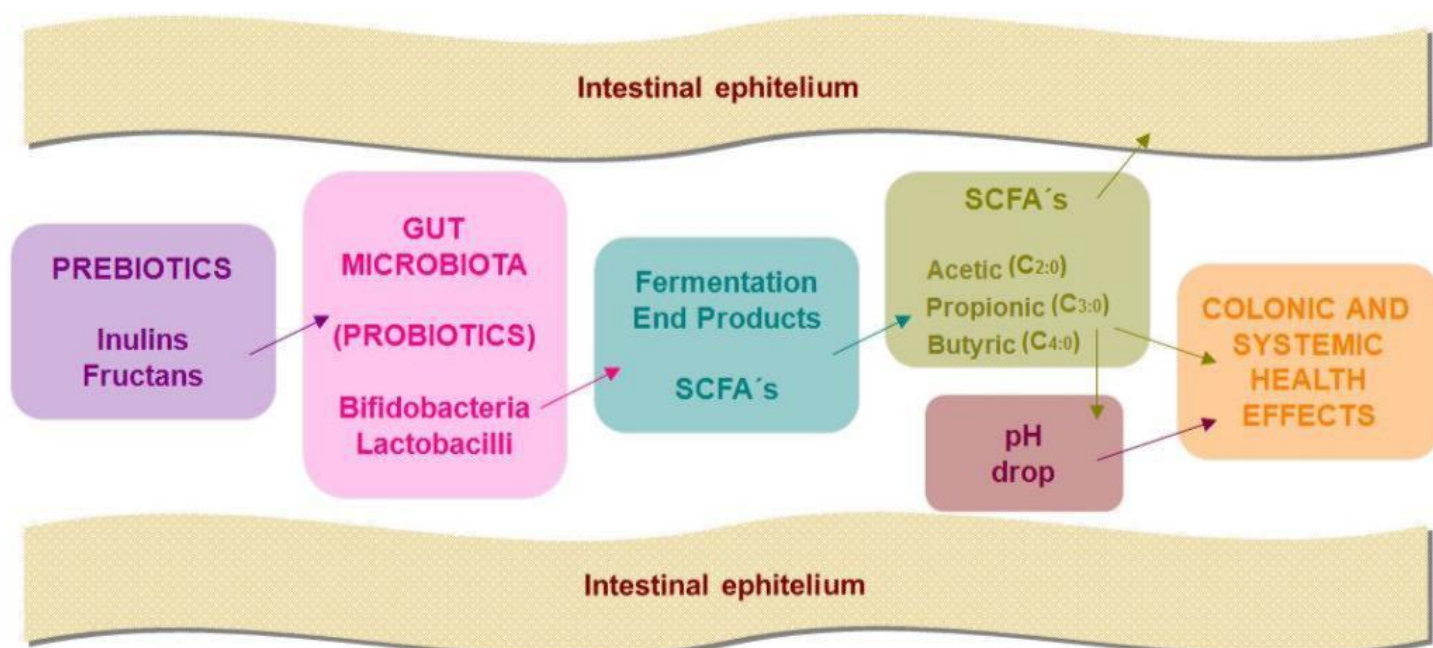 Intestinal ephitelium
PREBIOTICS
Inulins
Fructans
GUT
MICROBIOTA
(PROBIOTICS)
Bifidobacteria
Lactobacilli
Fermentation
End Products
SCFA´s
SCFA´s
Acetic (C2:0)
Propionic (C3:0)
Butyric (C4:0)
pH
drop
COLONIC AND
SYSTEMIC
HEALTH
EFFECTS
Intestinal ephitelium